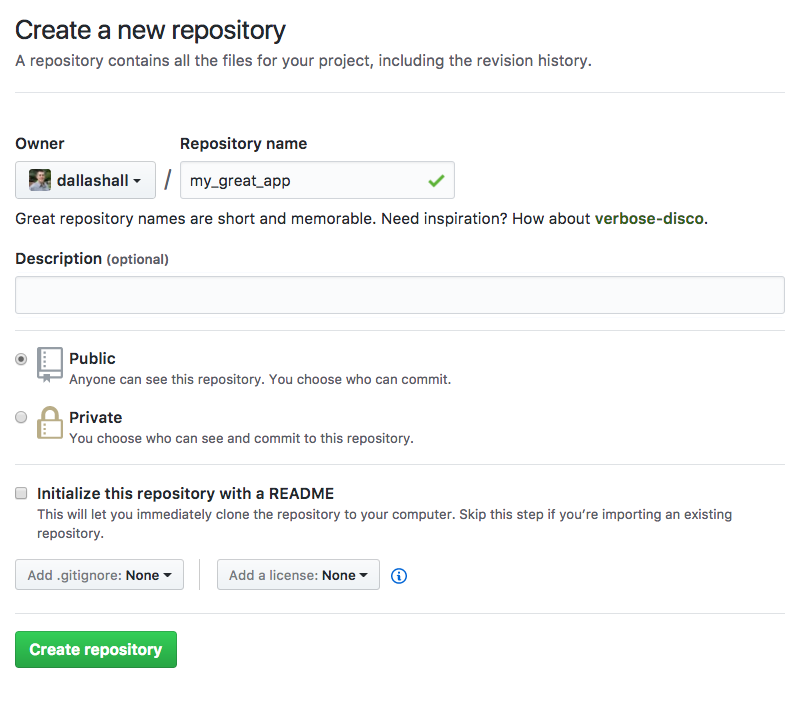 Create a new repository
A repository contains all the files for your project, including the revision history.
Owner
Repository name
dallashall / my_great_app
Great repository names are short and memorable. Need inspiration? How about verbose-disco.
Description (optional)
Public
Anyone can see this repository. You choose who can commit.
Private
You choose who can see and commit to this repository.
Initialize this repository with a README
This will let you immediately clone the repository to your computer. Skip this step if you’re importing an existing
repository.
Add .gitignore: None
Add a license: None
Create repository